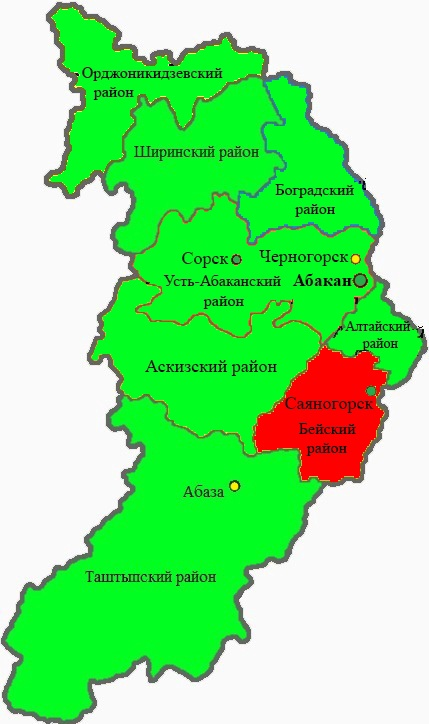 Орджоникидзевский
район
Ширинский район
Боградский
район
Сорск
Черногорск
Усть-Абаканский
район
Абакан
Алтайский
район
Аскизский район
Саяногорск
Бейский
район
Абаза
Таштыпский район